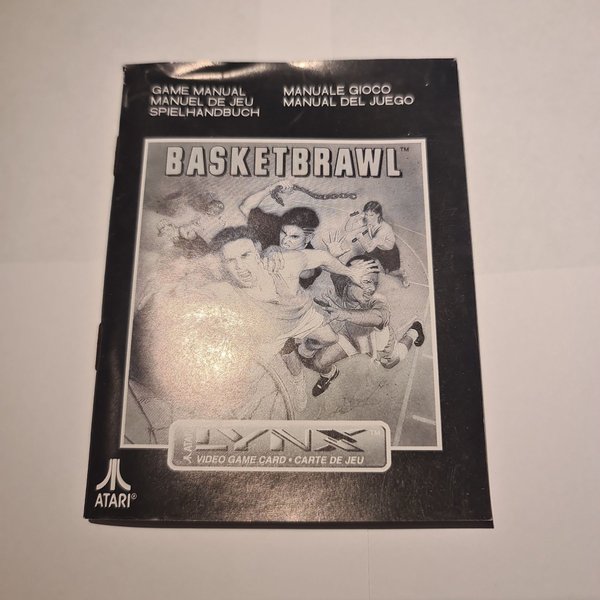 GAME MANUAL
MANUEL DE JEU
SPIELHANDBUCH
MANUALE GIOCO
MANUAL DEL JUEGO
BASKETBRAWL™
ATARI LYNX™
VIDEO GAME CARD • CARTE DE JEU
ATARI®